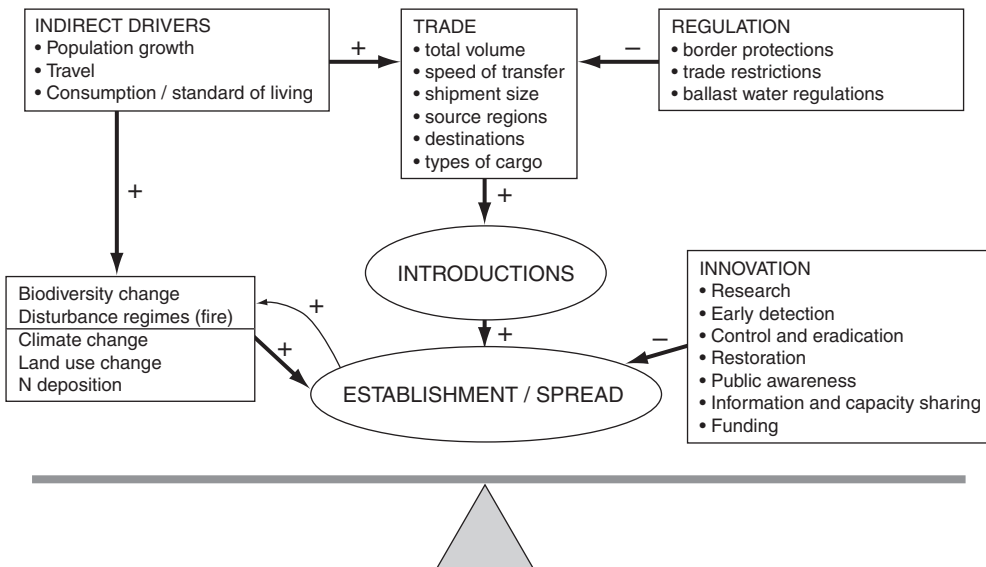 INDIRECT DRIVERS
• Population growth
• Travel
• Consumption / standard of living
+
TRADE
• total volume
• speed of transfer
• shipment size
• source regions
• destinations
• types of cargo
–
REGULATION
• border protections
• trade restrictions
• ballast water regulations
+
+
INTRODUCTIONS
Biodiversity change
Disturbance regimes (fire)
Climate change
Land use change
N deposition
+
+
+
ESTABLISHMENT / SPREAD
–
INNOVATION
• Research
• Early detection
• Control and eradication
• Restoration
• Public awareness
• Information and capacity sharing
• Funding